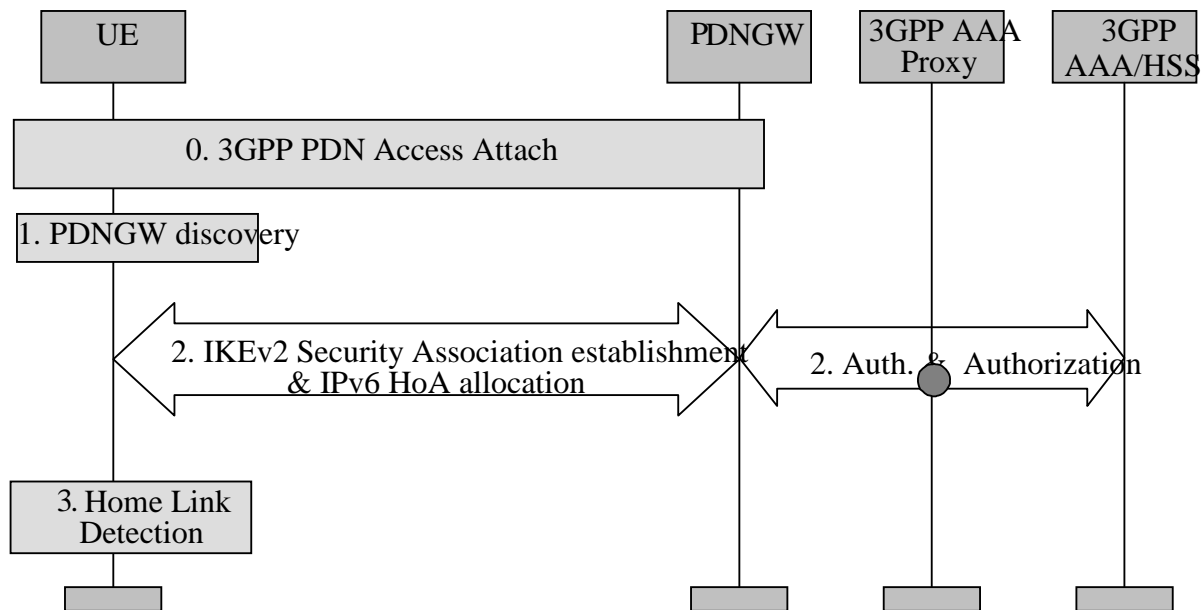 UE
PDNGW
3GPP AAA
Proxy
3GPP
AAA/HSS
0. 3GPP PDN Access Attach
1. PDNGW discovery
2. IKEv2 Security Association establishment
& IPv6 HoA allocation
2. Auth. & Authorization
3. Home Link
Detection